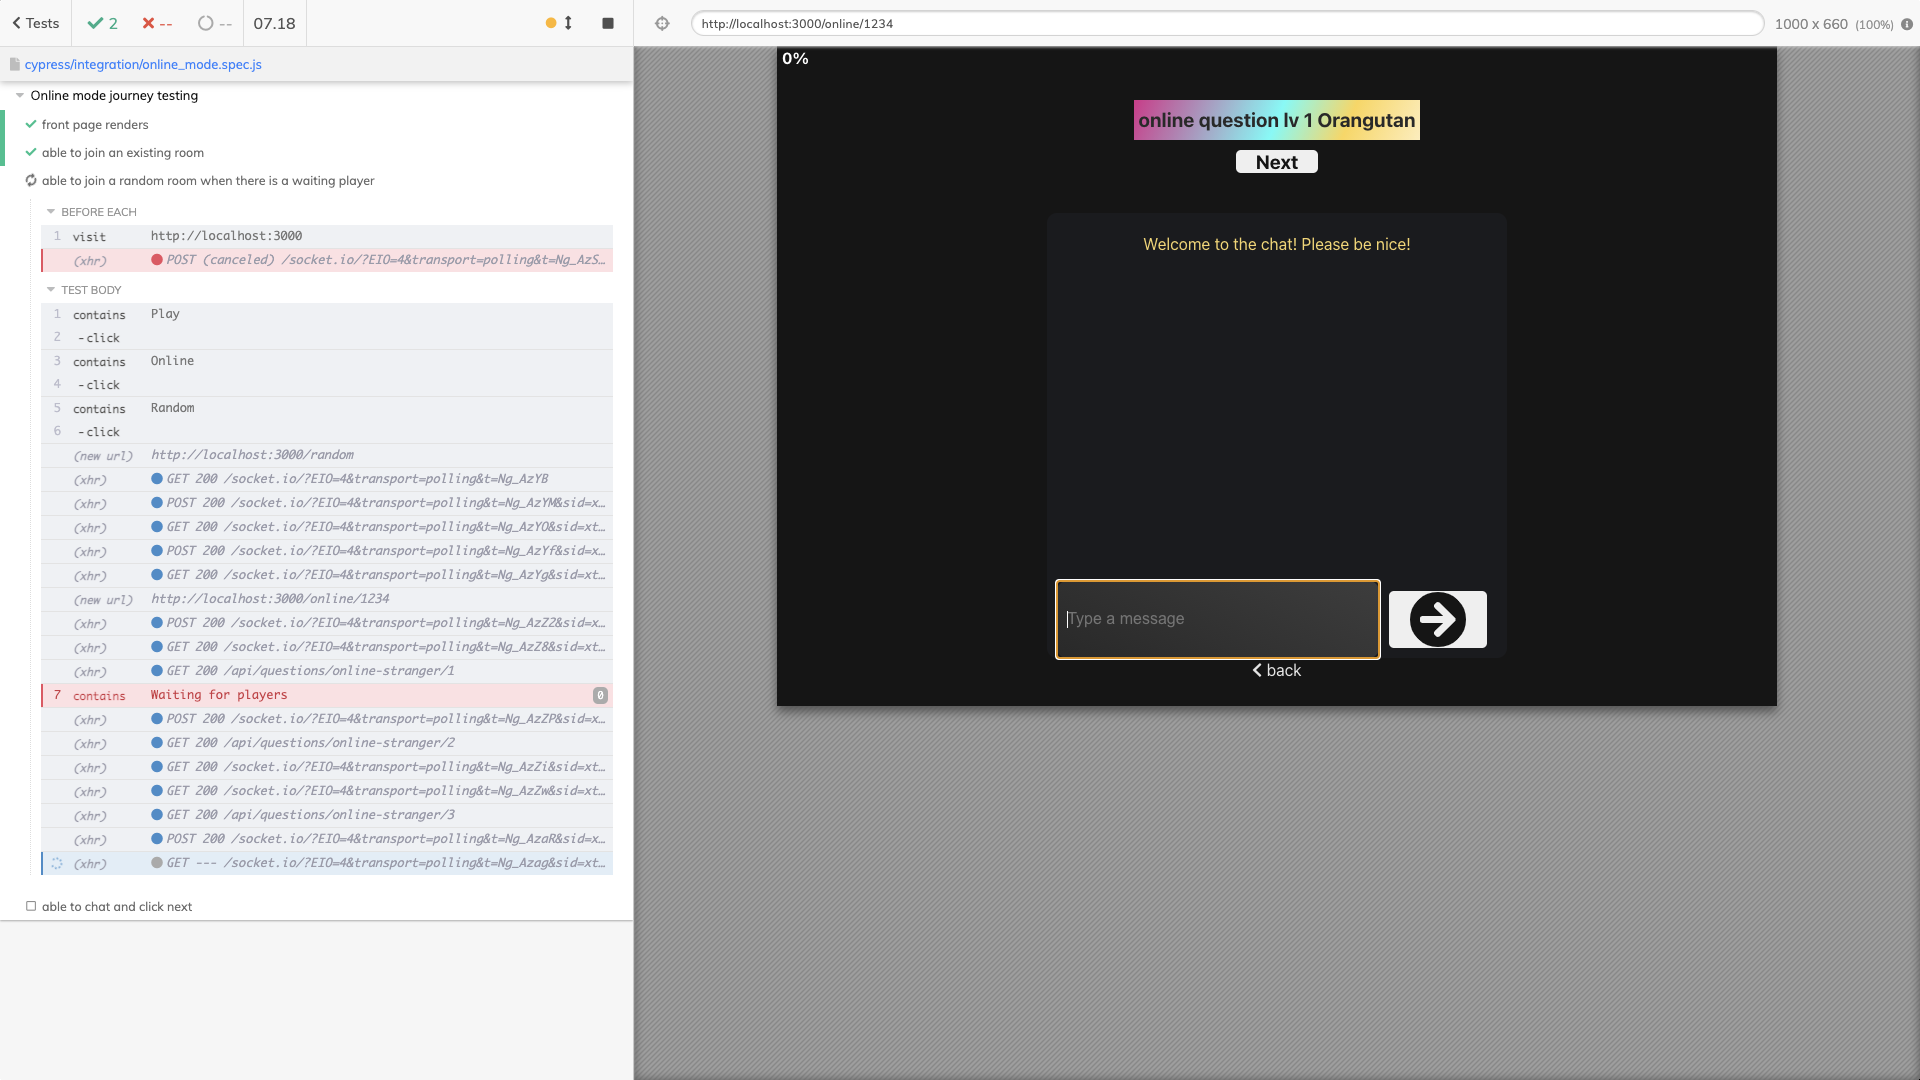 Tests
2
--
--
07.18
http://localhost:3000/online/1234
1000 x 660 (100%)
cypress/integration/online_mode.spec.js
Online mode journey testing
front page renders
able to join an existing room
able to join a random room when there is a waiting player
BEFORE EACH
1 visit http://localhost:3000
(xhr) POST (canceled) /socket.io/?EIO=4&transport=polling&t=Ng_AzS…
TEST BODY
1 contains Play
2 -click
3 contains Online
4 -click
5 contains Random
6 -click
(new url) http://localhost:3000/random
(xhr) GET 200 /socket.io/?EIO=4&transport=polling&t=Ng_AzYB
(xhr) POST 200 /socket.io/?EIO=4&transport=polling&t=Ng_AzYM&sid=x…
(xhr) GET 200 /socket.io/?EIO=4&transport=polling&t=Ng_AzYO&sid=xt…
(xhr) POST 200 /socket.io/?EIO=4&transport=polling&t=Ng_AzYf&sid=x…
(xhr) GET 200 /socket.io/?EIO=4&transport=polling&t=Ng_AzYg&sid=xt…
(new url) http://localhost:3000/online/1234
(xhr) POST 200 /socket.io/?EIO=4&transport=polling&t=Ng_AzZZ&sid=x…
(xhr) GET 200 /socket.io/?EIO=4&transport=polling&t=Ng_AzZ8&sid=xt…
(xhr) GET 200 /api/questions/online-stranger/1
7 contains Waiting for players 0
(xhr) POST 200 /socket.io/?EIO=4&transport=polling&t=Ng_AzZP&sid=x…
(xhr) GET 200 /api/questions/online-stranger/2
(xhr) GET 200 /socket.io/?EIO=4&transport=polling&t=Ng_AzZi&sid=xt…
(xhr) GET 200 /socket.io/?EIO=4&transport=polling&t=Ng_AzZw&sid=xt…
(xhr) GET 200 /api/questions/online-stranger/3
(xhr) POST 200 /socket.io/?EIO=4&transport=polling&t=Ng_AzaR&sid=x…
(xhr) GET --- /socket.io/?EIO=4&transport=polling&t=Ng_Azag&sid=xt…
able to chat and click next
0%
online question lv 1 Orangutan
Next
Welcome to the chat! Please be nice!
Type a message
back